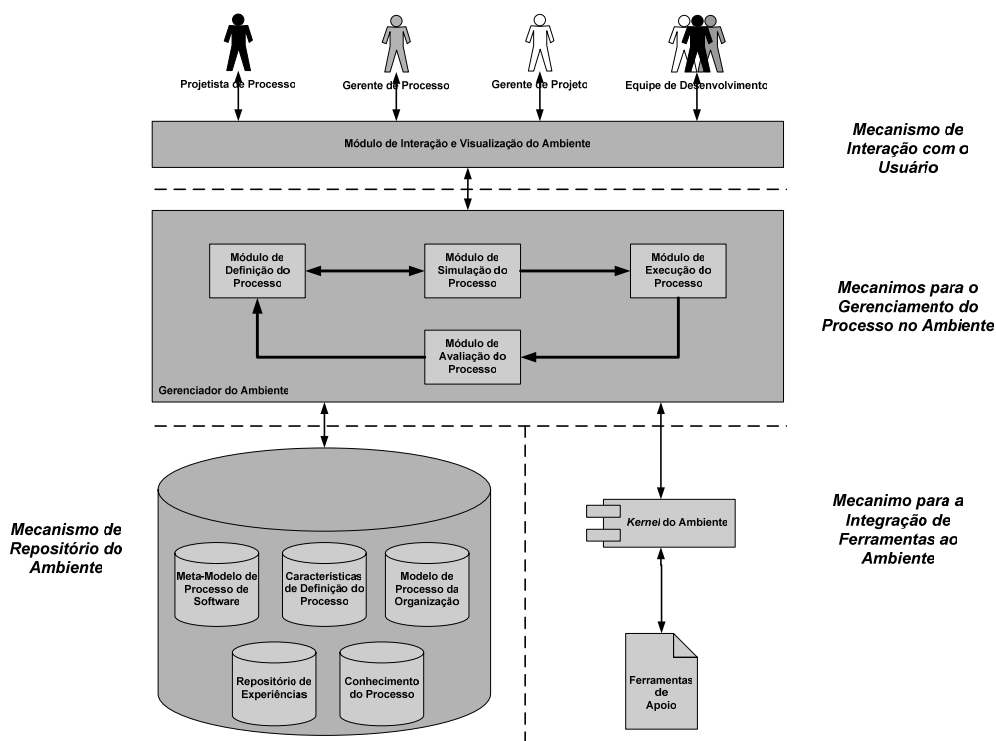 Projetista de Processo
Gerente de Processo
Gerente de Projeto
Equipe de Desenvolvimento
Módulo de Interação e Visualização do Ambiente
Mecanismo de
Interação com o
Usuário
Módulo de
Definição do
Processo
Módulo de
Simulação do
Processo
Módulo de
Execução do
Processo
Módulo de
Avaliação do
Processo
Gerenciador do Ambiente
Mecanimos para o
Gerenciamento do
Processo no Ambiente
Mecanismo de
Repositório do
Ambiente
Meta-Modelo de
Processo de
Software
Características
de Definição do
Processo
Modelo de
Processo da
Organização
Repositório de
Experiências
Conhecimento
do Processo
Kernel do Ambiente
Ferramentas
de
Apoio
Mecanimo para a
Integração de
Ferramentas ao
Ambiente